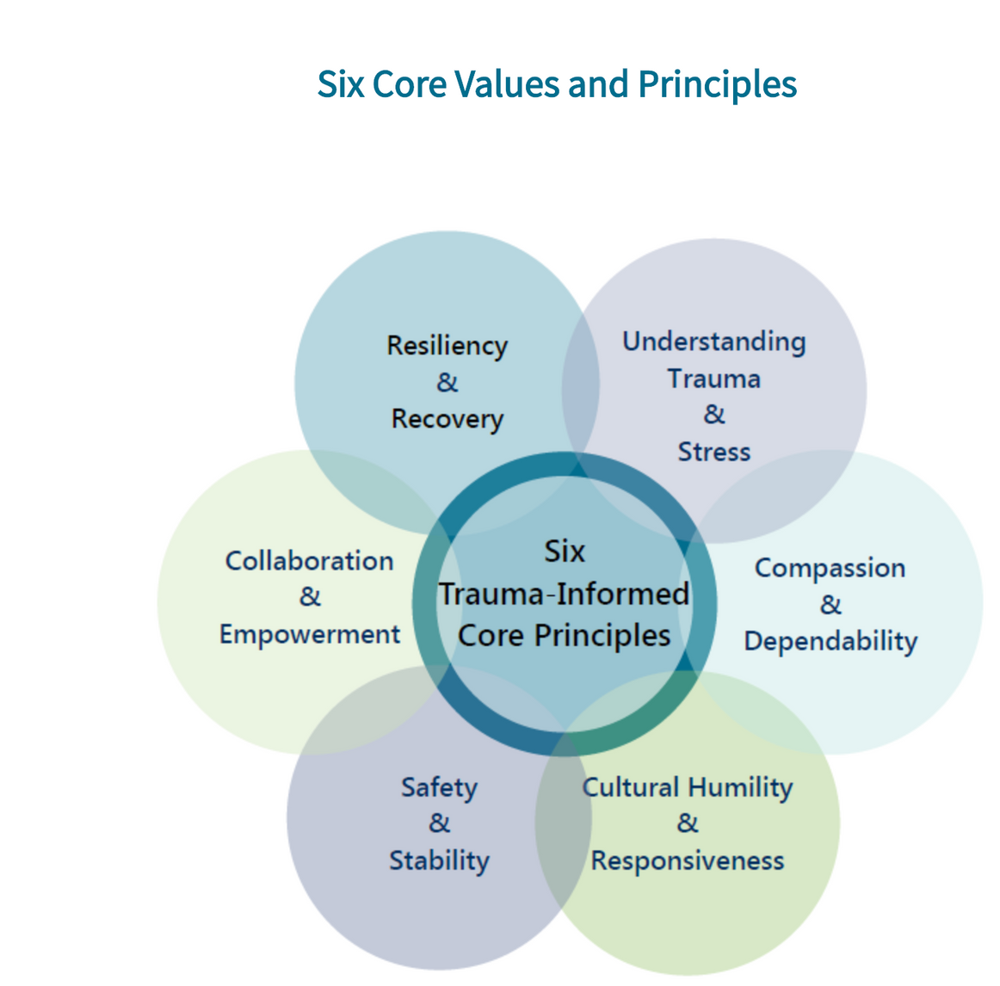 Six Core Values and Principles
Resiliency
&
Recovery
Understanding
Trauma
&
Stress
Collaboration
&
Empowerment
Six
Trauma-Informed
Core Principles
Compassion
&
Dependability
Safety
&
Stability
Cultural Humility
&
Responsiveness